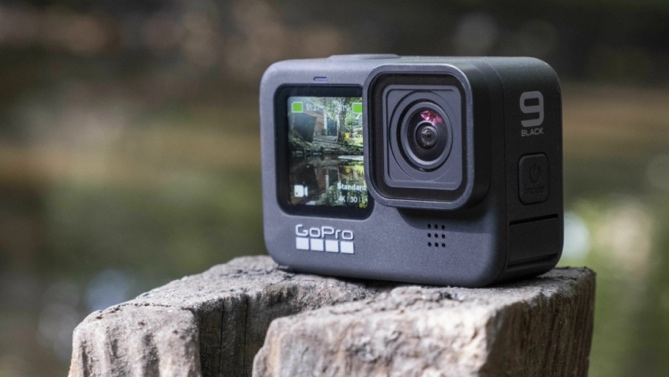 Standard
4K | 30 | L+
GoPro
9
BLACK